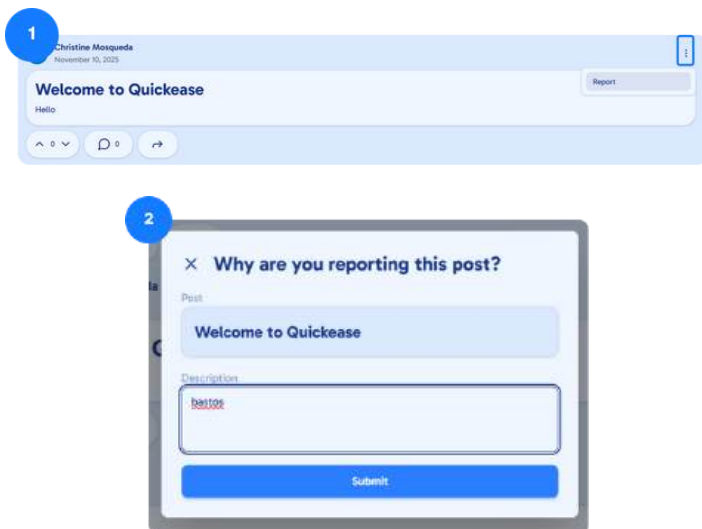 1
Christine Mosqueda
November 10, 2025
Report
Welcome to Quickease
Hello
0
0
2
Why are you reporting this post?
Post
Welcome to Quickease
Description
bastos
Submit